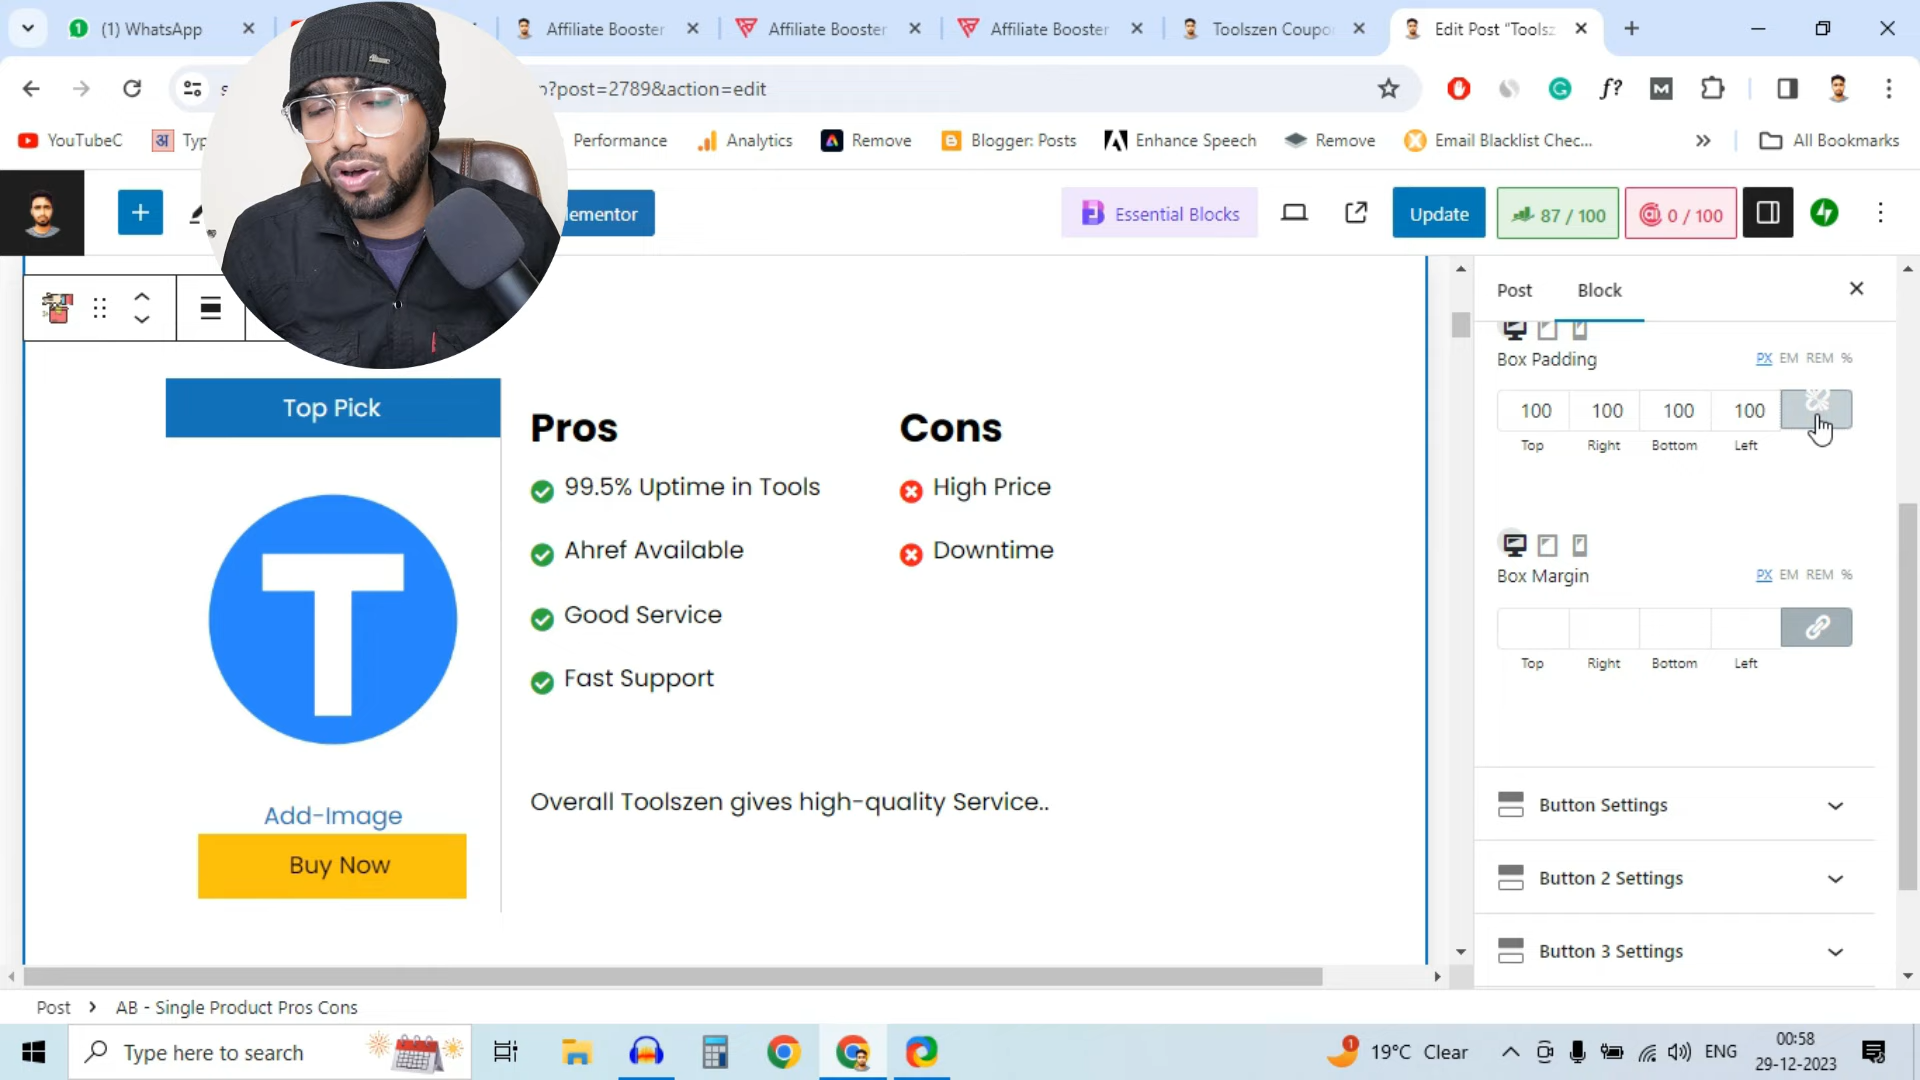 (1) WhatsApp
Affiliate Booster
Affiliate Booster
Affiliate Booster
Toolszen Coupo
Edit Post "Toolsz
?post=2789&action=edit
YouTubeC
Performance
Analytics
Remove
Blogger: Posts
Enhance Speech
Remove
Email Blacklist Chec...
All Bookmarks
lementor
Essential Blocks
Update
87 / 100
0 / 100
Post
Block
Box Padding
PX EM REM %
100 100 100 100
Top Right Bottom Left
Top Pick
Pros
Cons
99.5% Uptime in Tools
High Price
Ahref Available
Downtime
Good Service
Fast Support
T
Box Margin
PX EM REM %
Top Right Bottom Left
Overall Toolszen gives high-quality Service..
Add-Image
Buy Now
Button Settings
Button 2 Settings
Button 3 Settings
Post
AB - Single Product Pros Cons
Type here to search
1
19°C Clear
ENG
00:58
29-12-2023